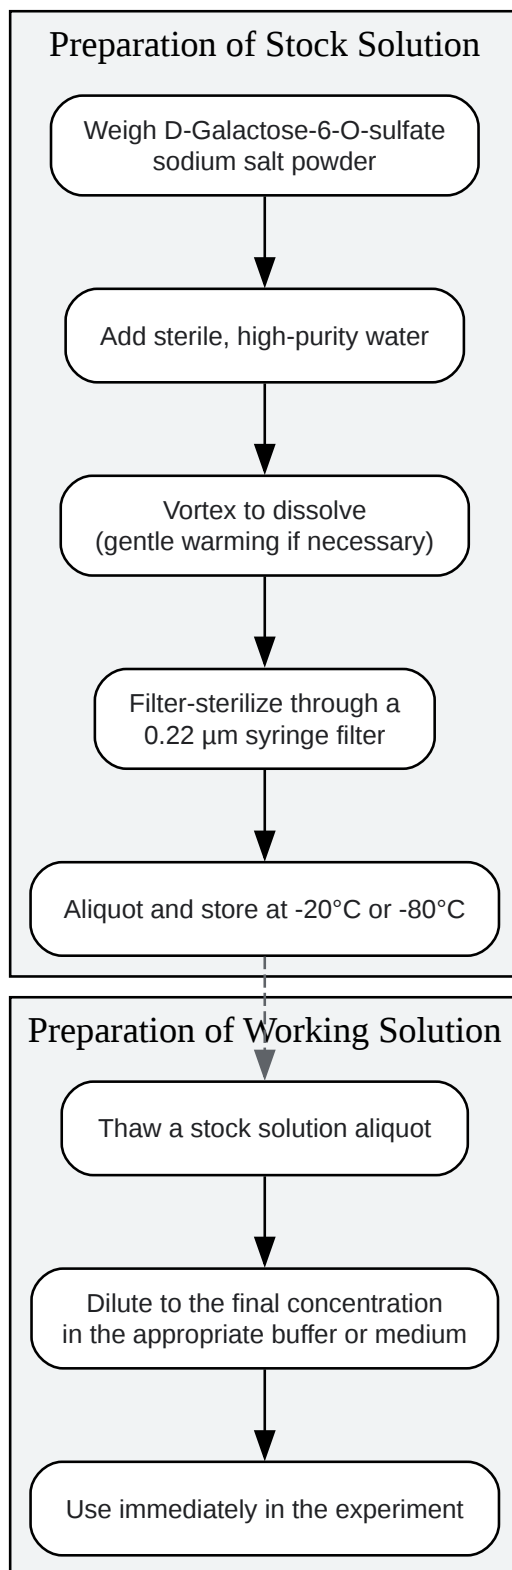 Preparation of Stock Solution
Weigh D-Galactose-6-O-sulfate
sodium salt powder
Add sterile, high-purity water
Vortex to dissolve
(gentle warming if necessary)
Filter-sterilize through a
0.22 µm syringe filter
Aliquot and store at -20°C or -80°C
Preparation of Working Solution
Thaw a stock solution aliquot
Dilute to the final concentration
in the appropriate buffer or medium
Use immediately in the experiment